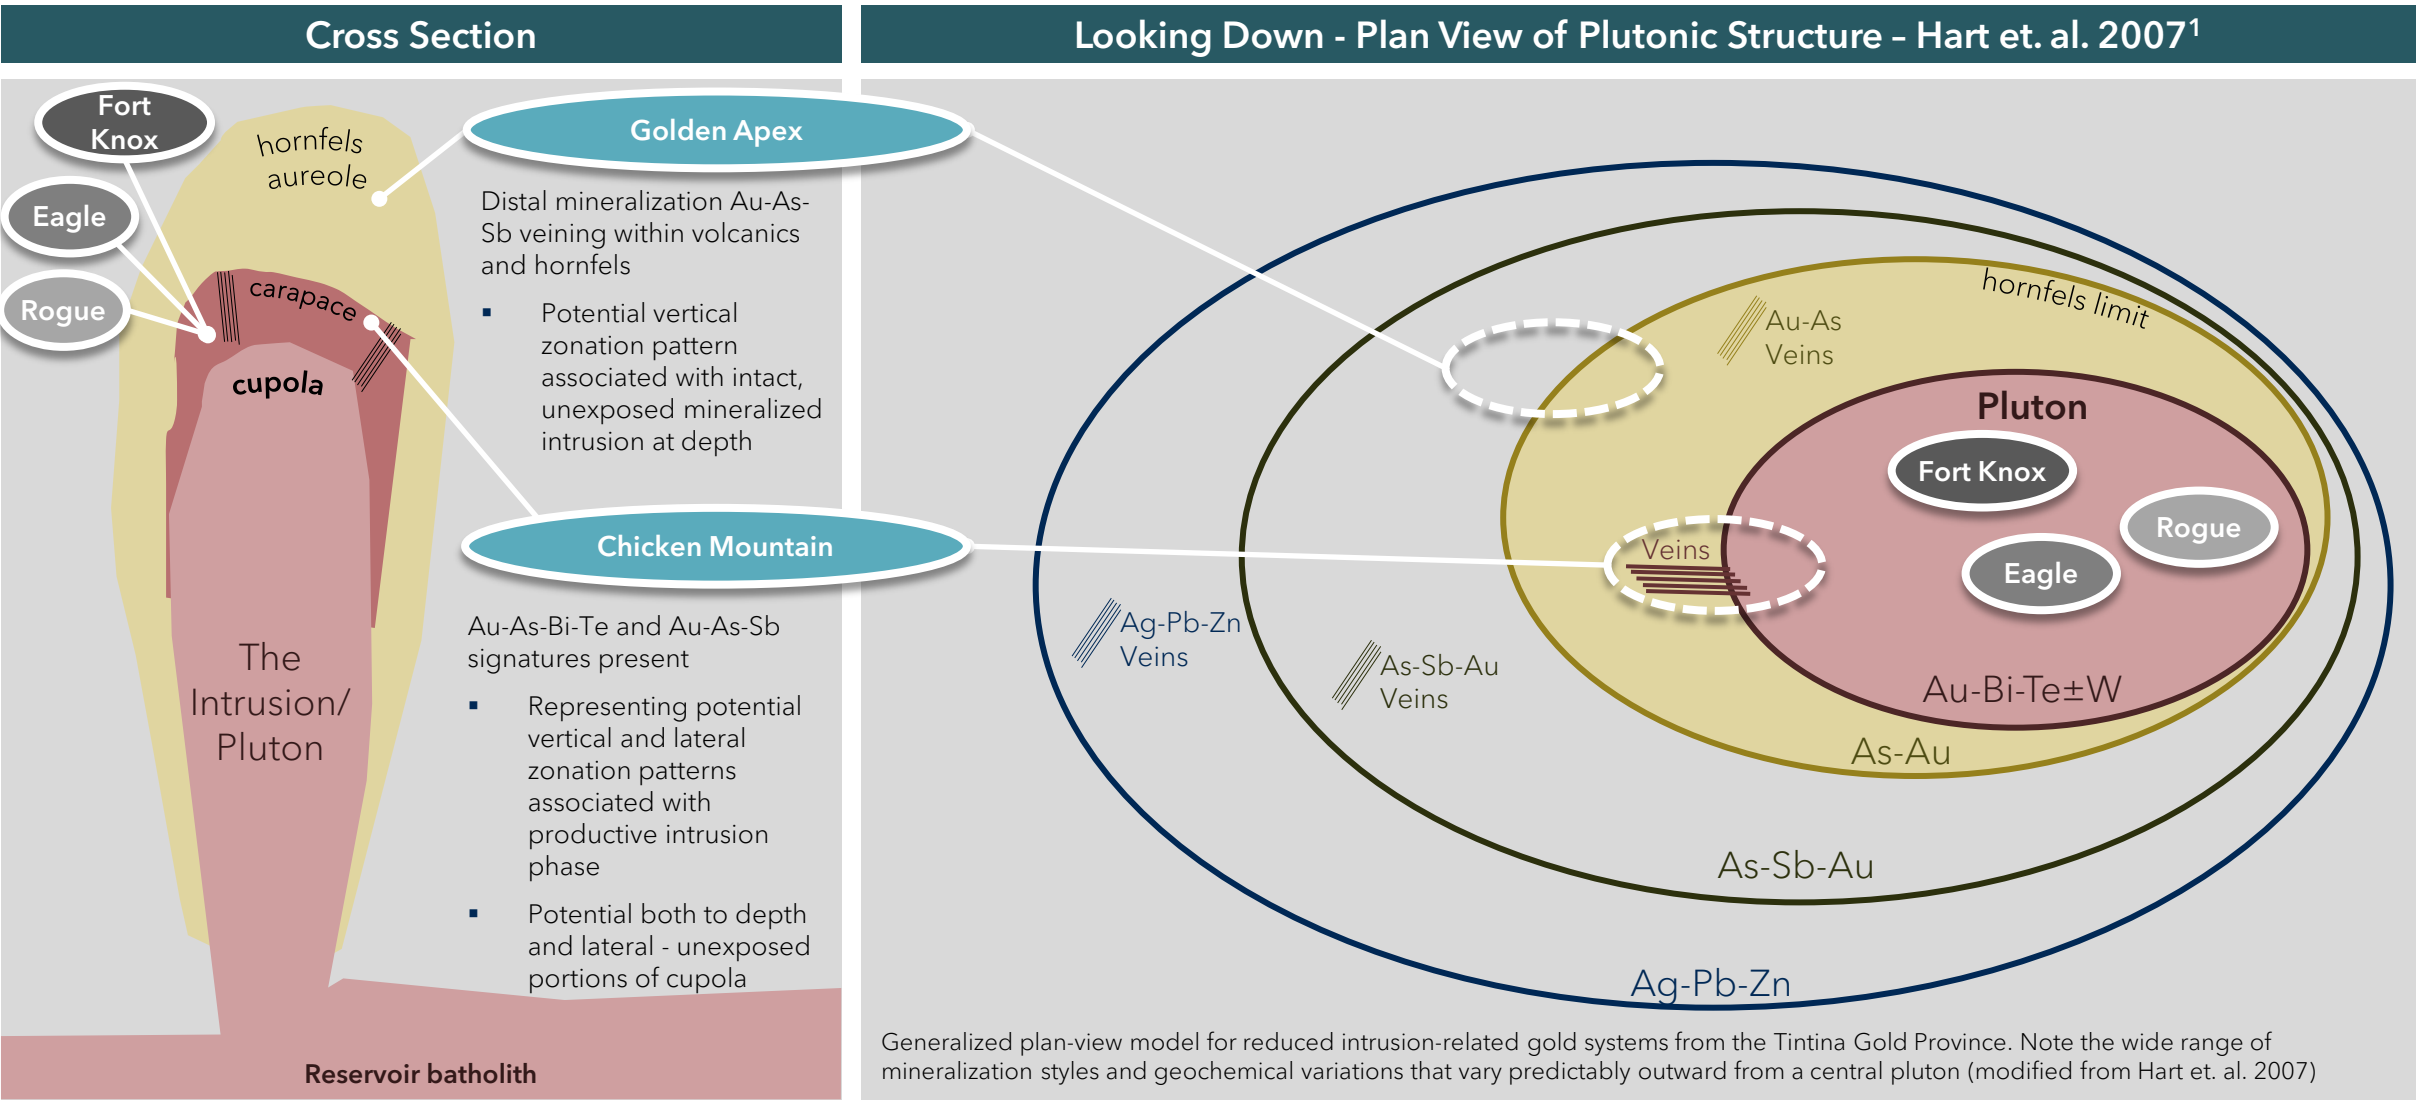 Cross Section
Looking Down - Plan View of Plutonic Structure – Hart et. al. 2007¹
Fort
Knox
Eagle
Rogue
hornfels
aureole
carapace
cupola
The
Intrusion/
Pluton
Reservoir batholith
Golden Apex
Distal mineralization Au-As-
Sb veining within volcanics
and hornfels
▪ Potential vertical
zonation pattern
associated with intact,
unexposed mineralized
intrusion at depth
Chicken Mountain
Au-As-Bi-Te and Au-As-Sb
signatures present
▪ Representing potential
vertical and lateral
zonation patterns
associated with
productive intrusion
phase
▪ Potential both to depth
and lateral - unexposed
portions of cupola
hornfels limit
Au-As
Veins
Pluton
Fort Knox
Rogue
Eagle
Veins
Ag-Pb-Zn
Veins
As-Sb-Au
Veins
Au-Bi-Te±W
As-Au
As-Sb-Au
Ag-Pb-Zn
Generalized plan-view model for reduced intrusion-related gold systems from the Tintina Gold Province. Note the wide range of
mineralization styles and geochemical variations that vary predictably outward from a central pluton (modified from Hart et. al. 2007)